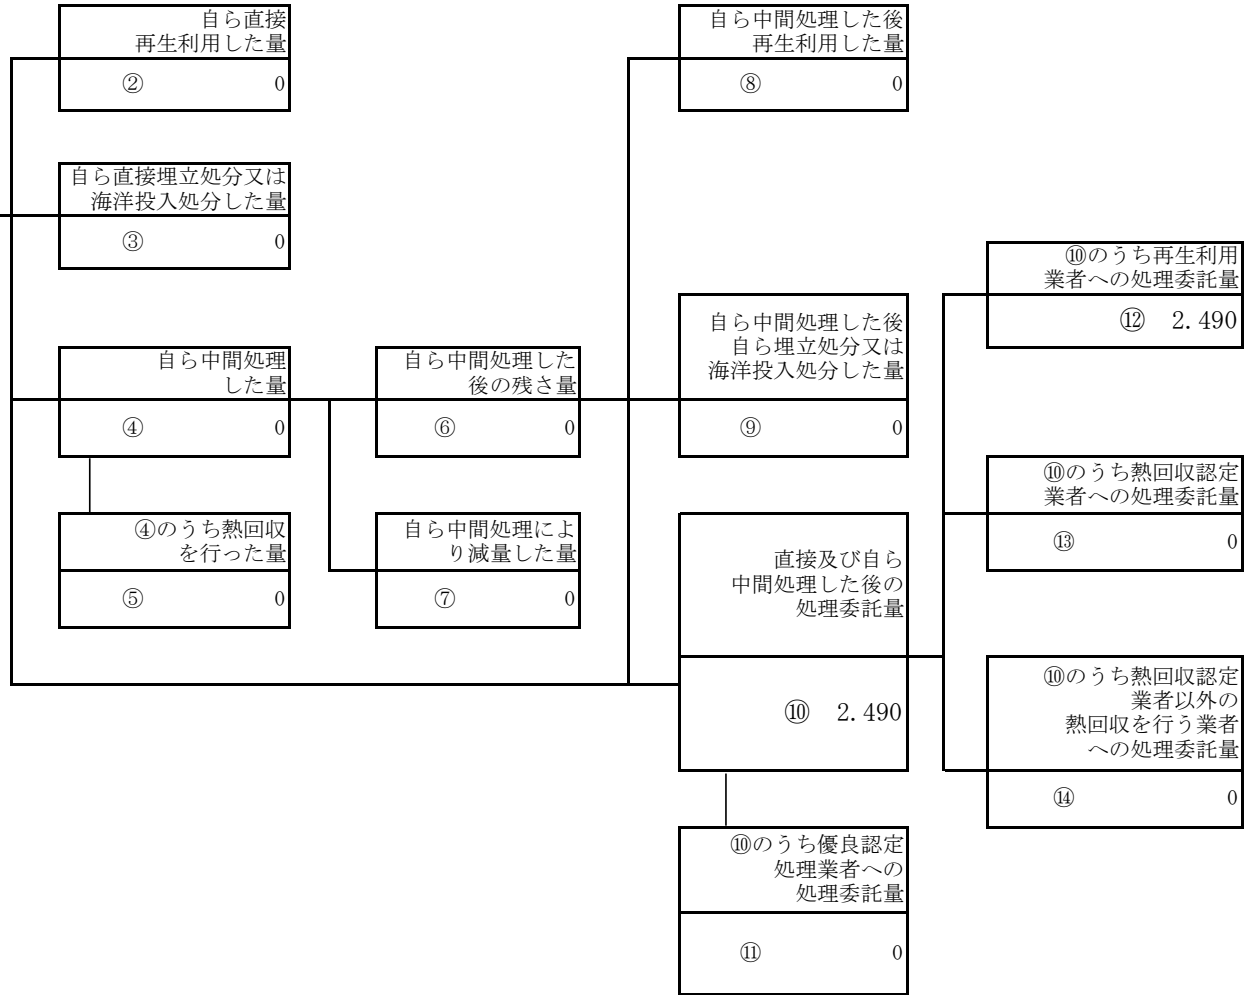 自ら直接
再生利用した量
② 0
自ら直接埋立処分又は
海洋投入処分した量
③ 0
自ら中間処理
した量
④ 0
④のうち熱回収
を行った量
⑤ 0
自ら中間処理した
後の残さ量
⑥ 0
自ら中間処理によ
り減量した量
⑦ 0
自ら中間処理した後
再生利用した量
⑧ 0
自ら中間処理した後
自ら埋立処分又は
海洋投入処分した量
⑨ 0
直接及び自ら
中間処理した後の
処理委託量
⑩ 2.490
⑩のうち優良認定
処理業者への
処理委託量
⑪ 0
⑩のうち再生利用
業者への処理委託量
⑫ 2.490
⑩のうち熱回収認定
業者への処理委託量
⑬ 0
⑩のうち熱回収認定
業者以外の
熱回収を行う業者
への処理委託量
⑭ 0